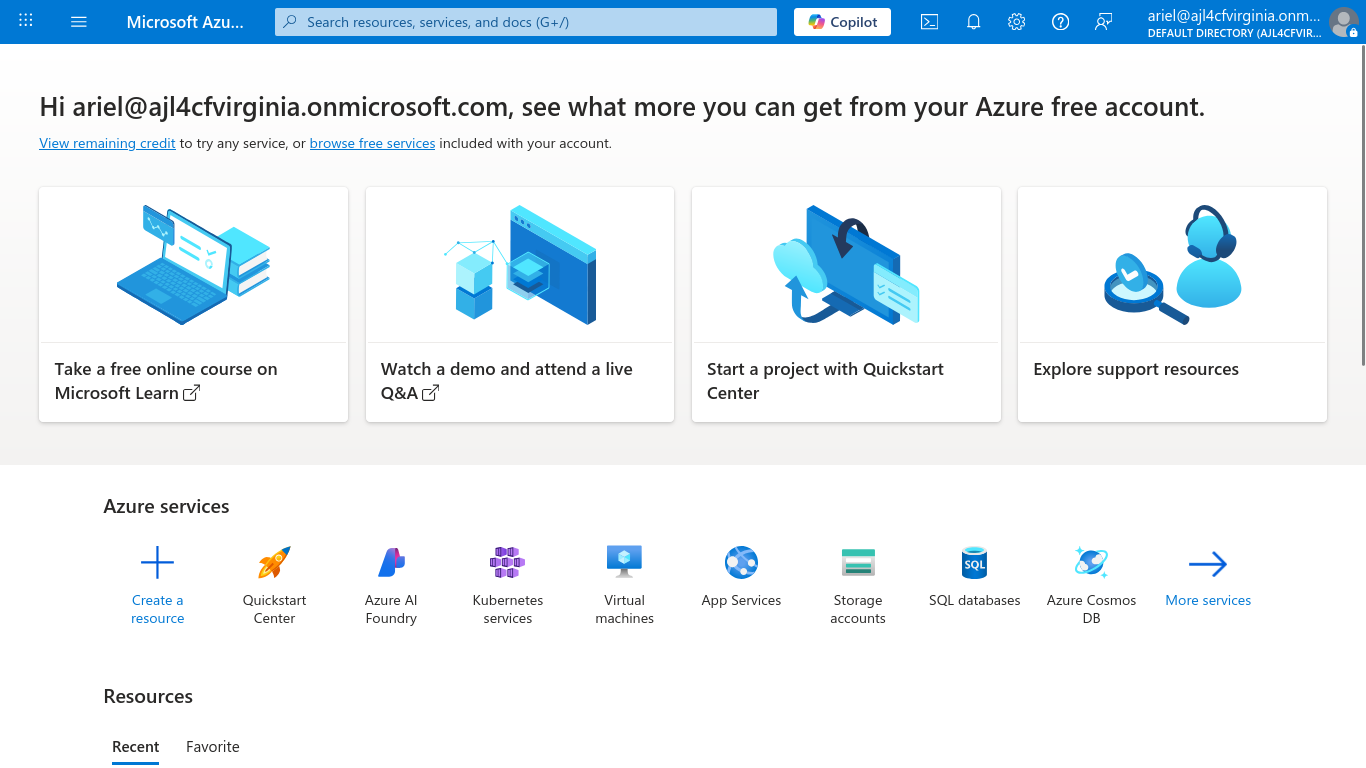 Microsoft Azu...
Search resources, services, and docs (G+/)
Copilot
ariel@ajl4cfvirginia.onm...
DEFAULT DIRECTORY (AJL4CFVIR...
Hi ariel@ajl4cfvirginia.onmicrosoft.com, see what more you can get from your Azure free account.
View remaining credit to try any service, or browse free services included with your account.
Take a free online course on
Microsoft Learn
Watch a demo and attend a live
Q&A
Start a project with Quickstart
Center
Explore support resources
Azure services
Create a
resource
Quickstart
Center
Azure AI
Foundry
Kubernetes
services
Virtual
machines
App Services
Storage
accounts
SQL
SQL databases
Azure Cosmos
DB
More services
Resources
Recent
Favorite